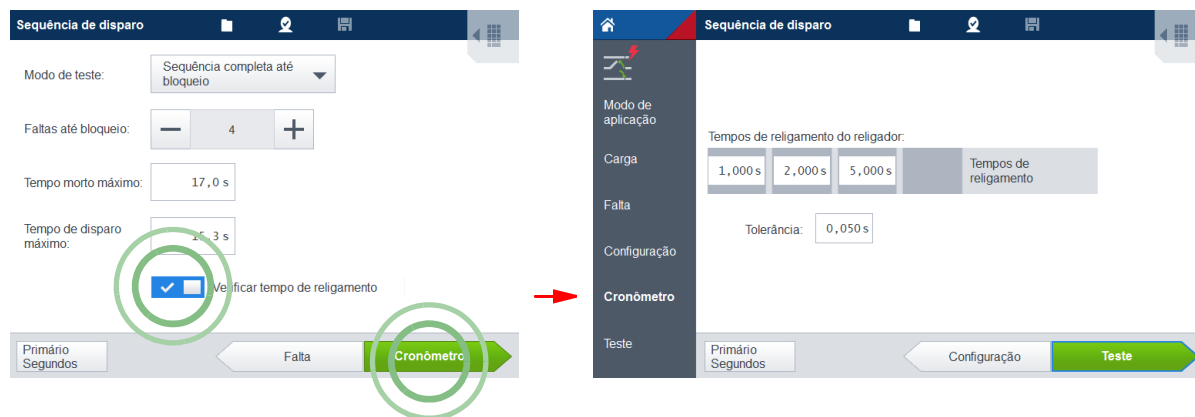 Sequência de disparo
Modo de teste:
Sequência completa até
bloqueio
Faltas até bloqueio:
4
Tempo morto máximo:
17,0 s
Tempo de disparo
máximo:
15,3 s
Verificar tempo de religamento
Primário
Segundos
Falta
Cronômetro
Sequência de disparo
Modo de
aplicação
Carga
Falta
Configuração
Cronômetro
Teste
Tempos de religamento do religador:
1,000 s
2,000 s
5,000 s
Tempos de
religamento
Tolerância:
0,050 s
Primário
Segundos
Configuração
Teste